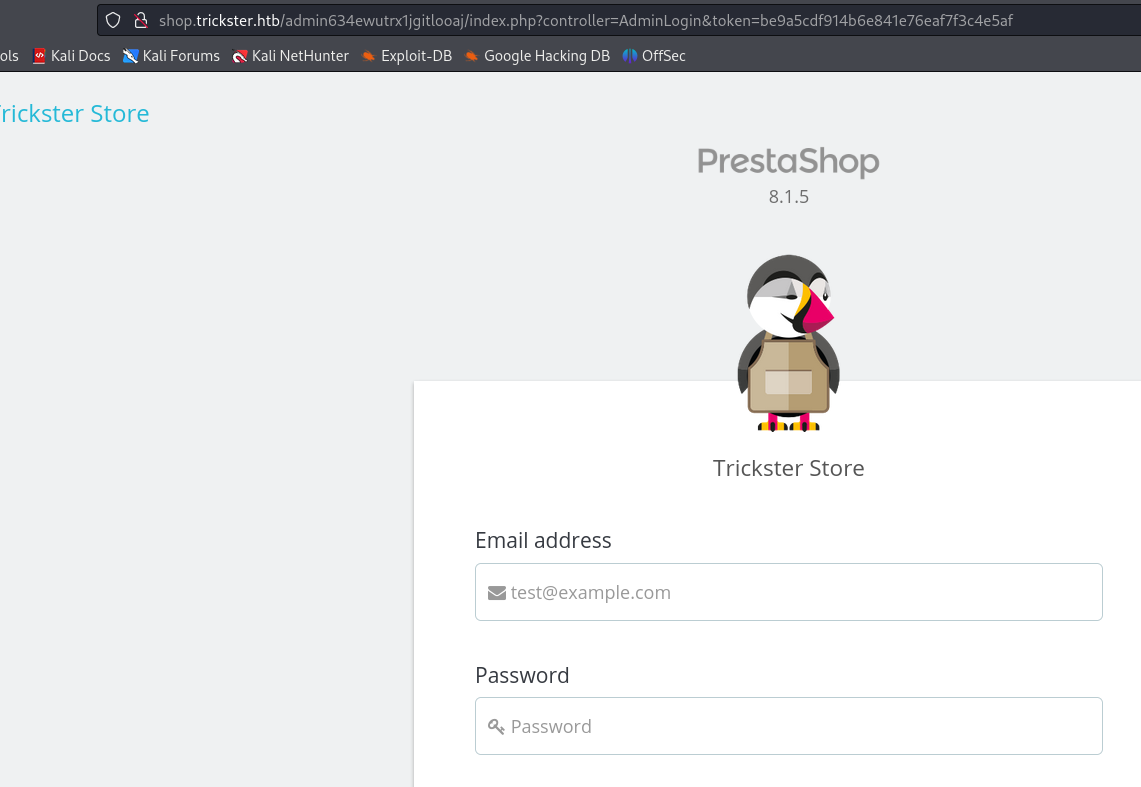 shop.trickster.htb/admin634ewutrx1jgitlooaj/index.php?controller=AdminLogin&token=be9a5cdf914b6e841e76eaf7f3c4e5af
ols Kali Docs Kali Forums Kali NetHunter Exploit-DB Google Hacking DB OffSec
rickster Store
PrestaShop
8.1.5
Trickster Store
Email address
test@example.com
Password
Password